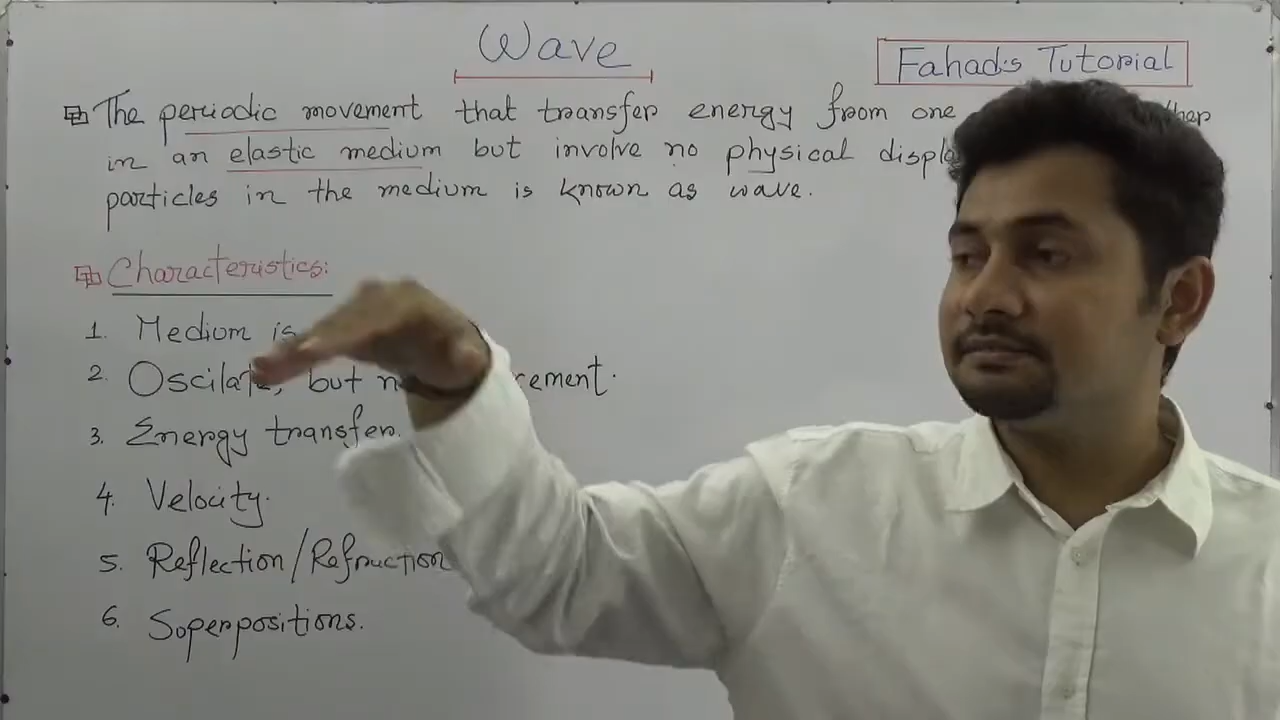 Wave
Fahad's Tutorial
The periodic movement that transfer energy from one
in an elastic medium but involve no physical
particles in the medium is known as wave.
Characteristics:
1. Medium is
2. Oscilate, but
3. Energy transfer.
4. Velocity.
5. Reflection/Refraction
6. Soperpositions.